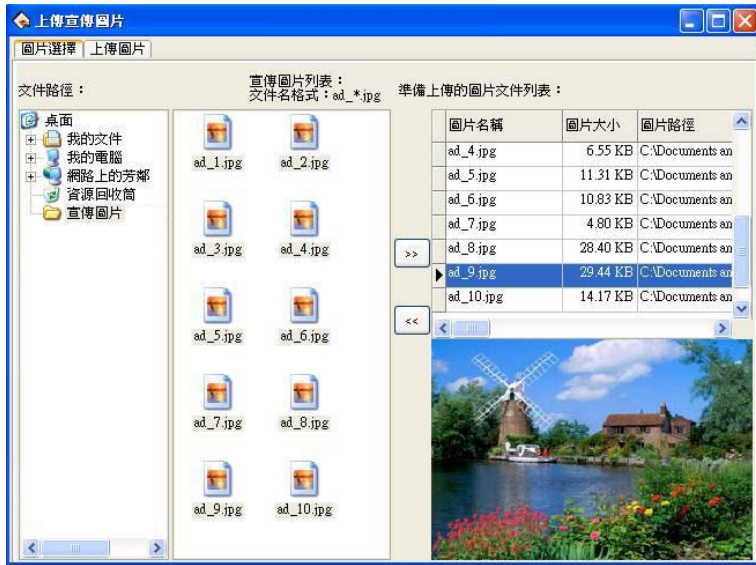 上傳宣傳圖片
圖片選擇 上傳圖片
文件路徑：
宣傳圖片列表：
文件名格式：ad_*.jpg
準備上傳的圖片文件列表：
桌面
我的文件
我的電腦
網路上的芳鄰
資源回收筒
宣傳圖片
ad_1.jpg ad_2.jpg
ad_3.jpg ad_4.jpg
ad_5.jpg ad_6.jpg
ad_7.jpg ad_8.jpg
ad_9.jpg ad_10.jpg
>>
<<
圖片名稱 圖片大小 圖片路徑
ad_4.jpg 6.55 KB C:\Documents an
ad_5.jpg 11.31 KB C:\Documents an
ad_6.jpg 10.83 KB C:\Documents an
ad_7.jpg 4.80 KB C:\Documents an
ad_8.jpg 28.40 KB C:\Documents an
ad_9.jpg 29.44 KB C:\Documents an
ad_10.jpg 14.17 KB C:\Documents an